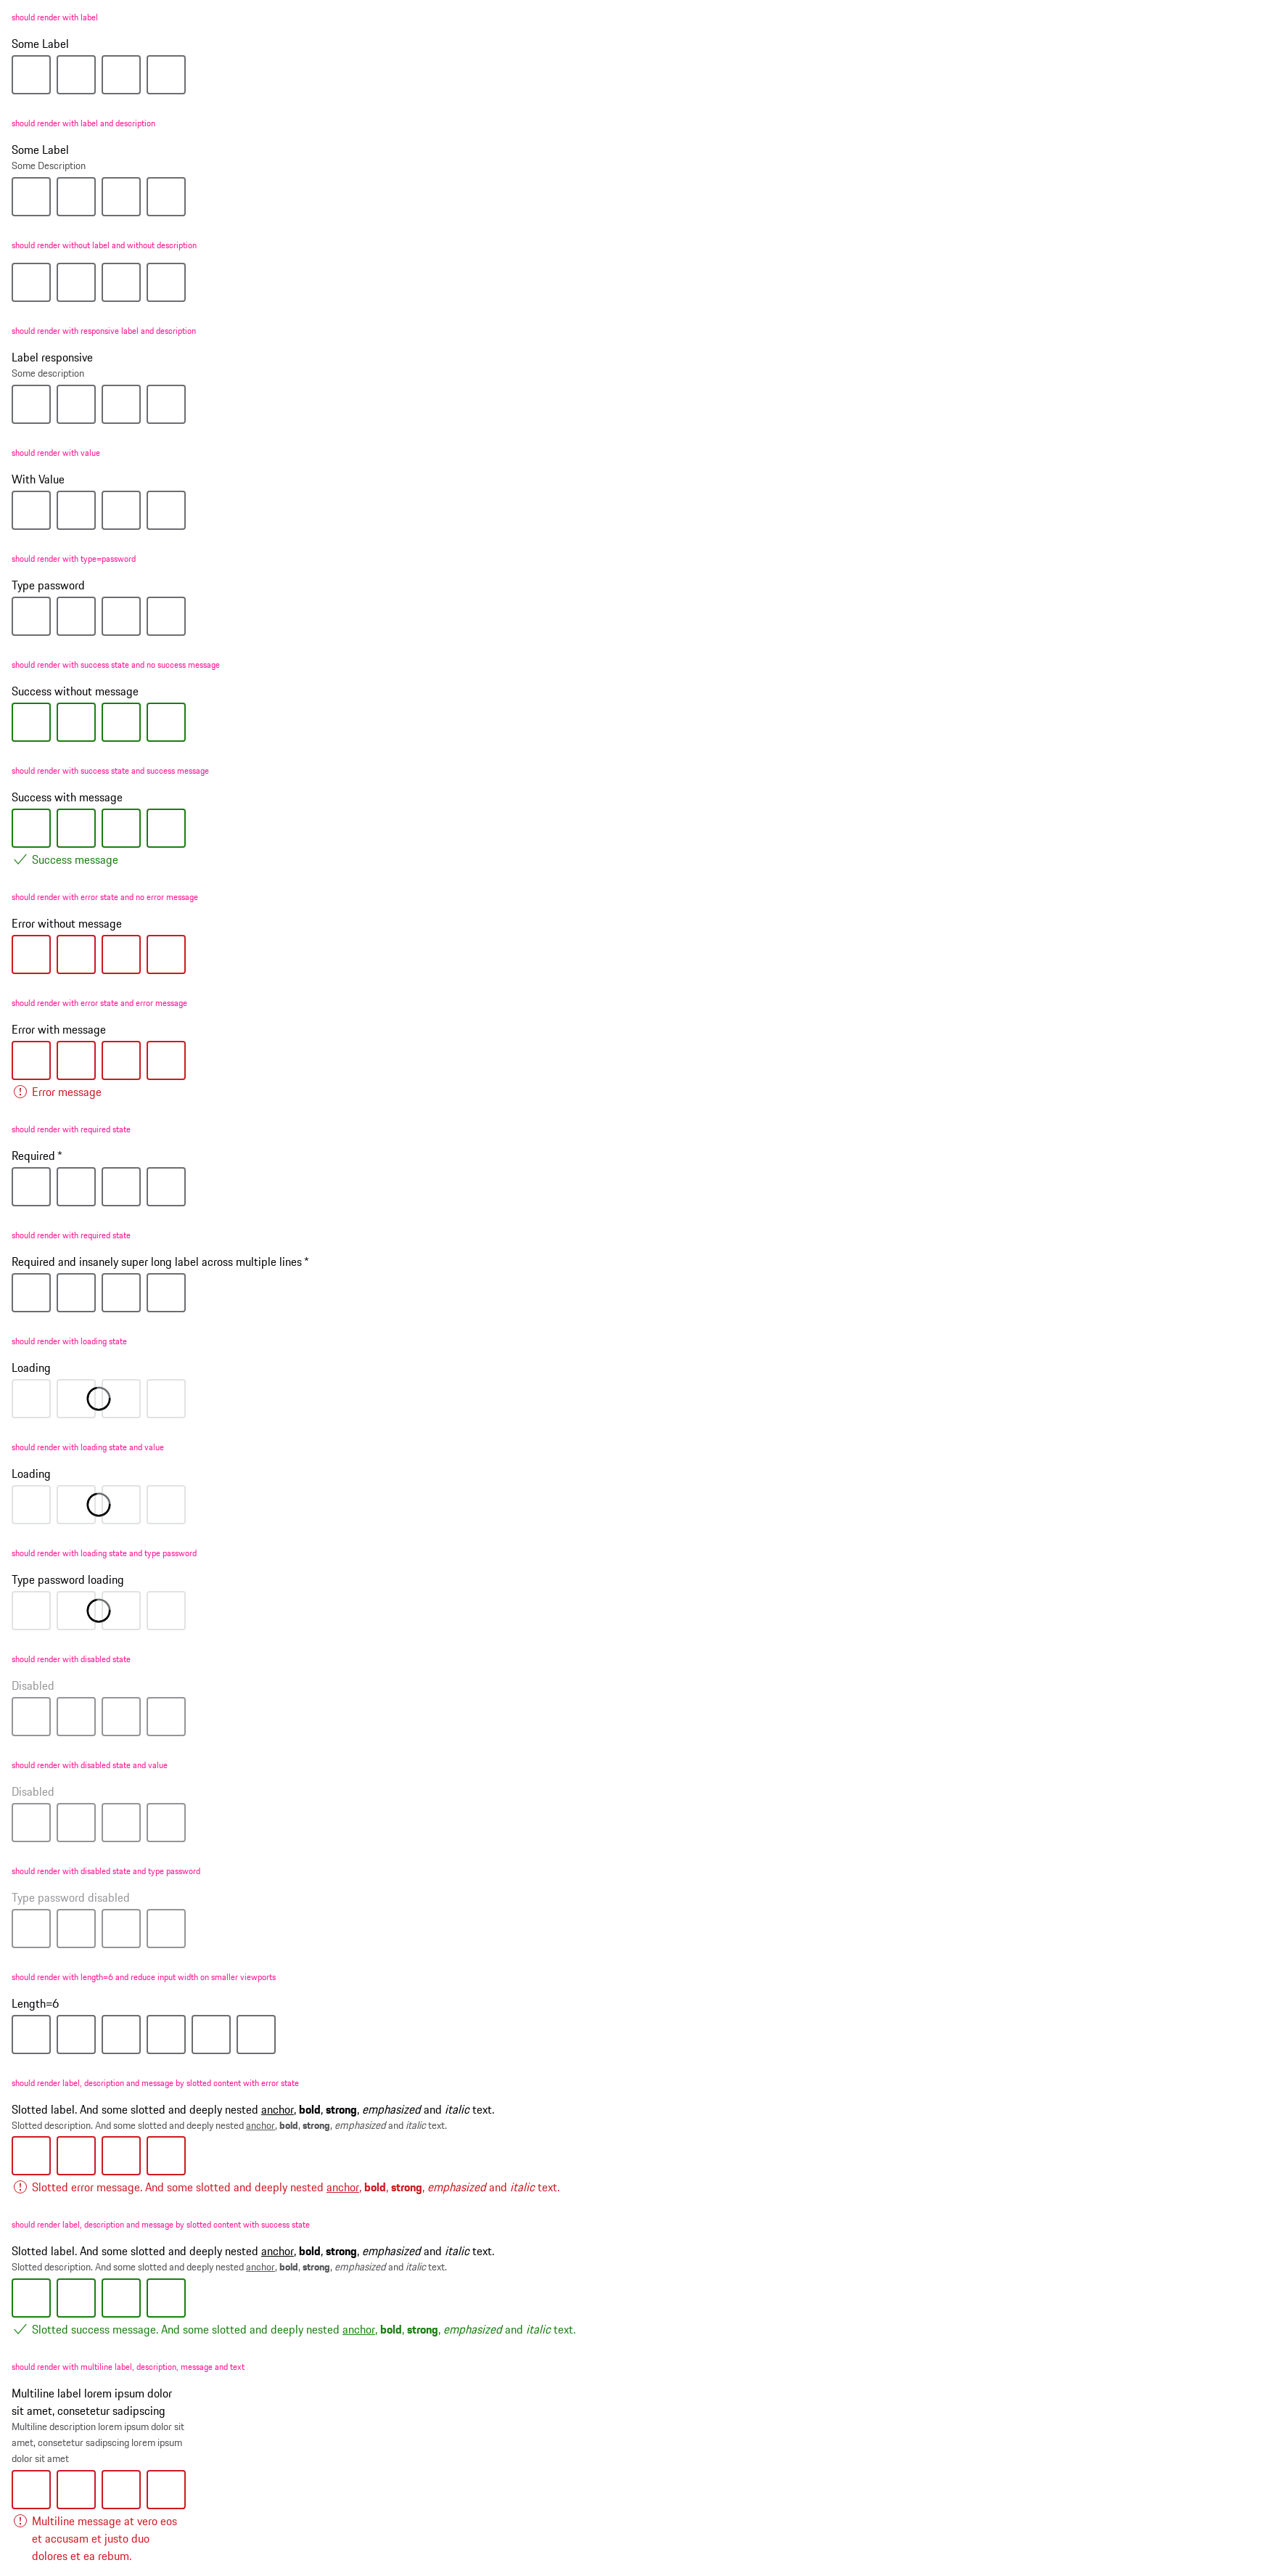 should render with label
Some Label
should render with label and description
Some Label
Some Description
should render without label and without description
should render with responsive label and description
Label responsive
Some description
should render with value
With Value
should render with type=password
Type password
should render with success state and no success message
Success without message
should render with success state and success message
Success with message
Success message
should render with error state and no error message
Error without message
should render with error state and error message
Error with message
Error message
should render with required state
Required *
should render with required state
Required and insanely super long label across multiple lines *
should render with loading state
Loading
should render with loading state and value
Loading
should render with loading state and type password
Type password loading
should render with disabled state
Disabled
should render with disabled state and value
Disabled
should render with disabled state and type password
Type password disabled
should render with length=6 and reduce input width on smaller viewports
Length=6
should render label, description and message by slotted content with error state
Slotted label. And some slotted and deeply nested anchor, bold, strong, emphasized and italic text.
Slotted description. And some slotted and deeply nested anchor, bold, strong, emphasized and italic text.
Slotted error message. And some slotted and deeply nested anchor, bold, strong, emphasized and italic text.
should render label, description and message by slotted content with success state
Slotted label. And some slotted and deeply nested anchor, bold, strong, emphasized and italic text.
Slotted description. And some slotted and deeply nested anchor, bold, strong, emphasized and italic text.
Slotted success message. And some slotted and deeply nested anchor, bold, strong, emphasized and italic text.
should render with multiline label, description, message and text
Multiline label lorem ipsum dolor
sit amet, consetetur sadipscing
Multiline description lorem ipsum dolor sit
amet, consetetur sadipscing lorem ipsum
dolor sit amet
Multiline message at vero eos
et accusam et justo duo
dolores et ea rebum.